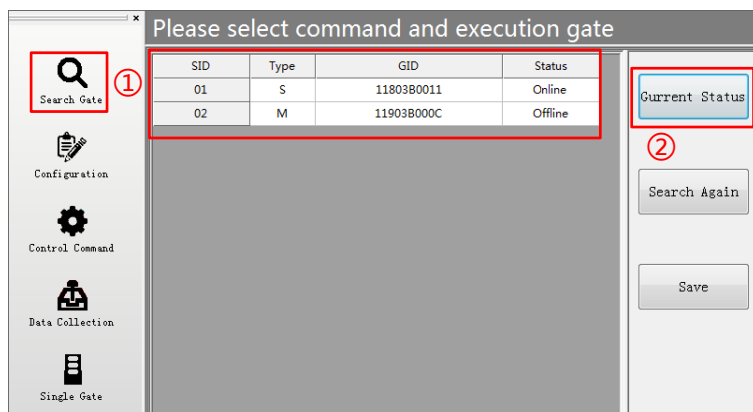 Please select command and execution gate
Search Gate
①
Configuration
Control Command
Data Collection
Single Gate
SID Type GID Status
01 S 11803B0011 Online
02 M 11903B000C Offline
Gurrent Status
②
Search Again
Save